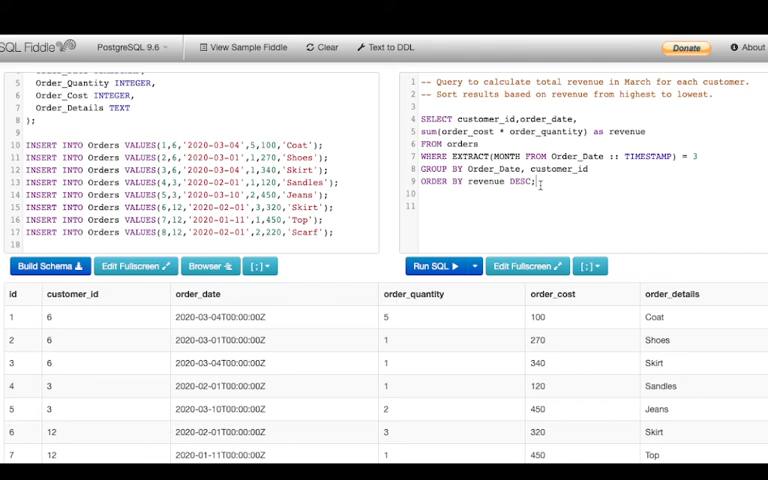 SQL Fiddle
PostgreSQL 9.6
View Sample Fiddle
Clear
Text to DDL
Donate
About
5 Order_Quantity INTEGER,
6 Order_Cost INTEGER,
7 Order_Details TEXT
8 );
9
10 INSERT INTO Orders VALUES(1,6,'2020-03-04',5,100,'Coat');
11 INSERT INTO Orders VALUES(2,6,'2020-03-01',1,270,'Shoes');
12 INSERT INTO Orders VALUES(3,6,'2020-03-04',1,340,'Skirt');
13 INSERT INTO Orders VALUES(4,3,'2020-02-01',1,120,'Sandles');
14 INSERT INTO Orders VALUES(5,3,'2020-03-10',2,450,'Jeans');
15 INSERT INTO Orders VALUES(6,12,'2020-02-01',3,320,'Skirt');
16 INSERT INTO Orders VALUES(7,12,'2020-01-11',1,450,'Top');
17 INSERT INTO Orders VALUES(8,12,'2020-02-01',2,220,'Scarf');
18
1 -- Query to calculate total revenue in March for each customer.
2 -- Sort results based on revenue from highest to lowest.
3
4 SELECT customer_id,order_date,
5 sum(order_cost * order_quantity) as revenue
6 FROM orders
7 WHERE EXTRACT(MONTH FROM Order_Date :: TIMESTAMP) = 3
8 GROUP BY Order_Date, customer_id
9 ORDER BY revenue DESC;
10
11
Build Schema
Edit Fullscreen
Browser
[ ; ]
Run SQL
Edit Fullscreen
[ ; ]
id customer_id order_date order_quantity order_cost order_details
1 6 2020-03-04T00:00:00Z 5 100 Coat
2 6 2020-03-01T00:00:00Z 1 270 Shoes
3 6 2020-03-04T00:00:00Z 1 340 Skirt
4 3 2020-02-01T00:00:00Z 1 120 Sandles
5 3 2020-03-10T00:00:00Z 2 450 Jeans
6 12 2020-02-01T00:00:00Z 3 320 Skirt
7 12 2020-01-11T00:00:00Z 1 450 Top